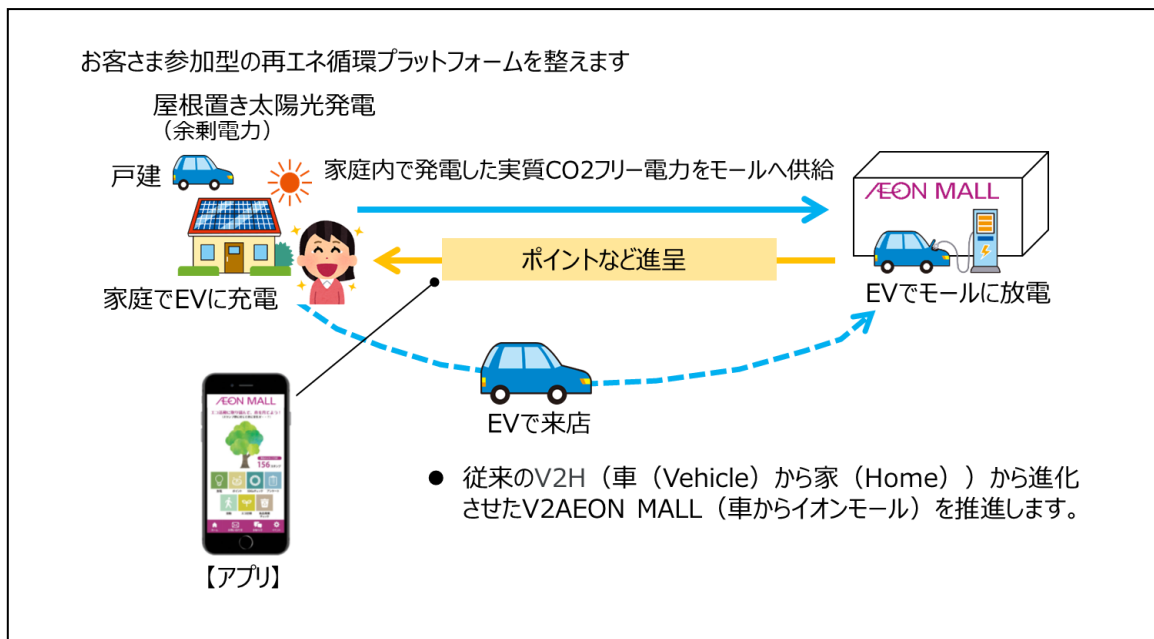 お客さま参加型の再エネ循環プラットフォームを整えます
屋根置き太陽光発電
（余剰電力）
戸建
家庭内で発電した実質CO2フリー電力をモールへ供給
ÆON MALL
ポイントなど進呈
家庭でEVに充電
EVでモールに放電
EVで来店
ÆON MALL
156
● 従来のV2H（車（Vehicle）から家（Home））から進化
させたV2AEON MALL（車からイオンモール）を推進します。
【アプリ】